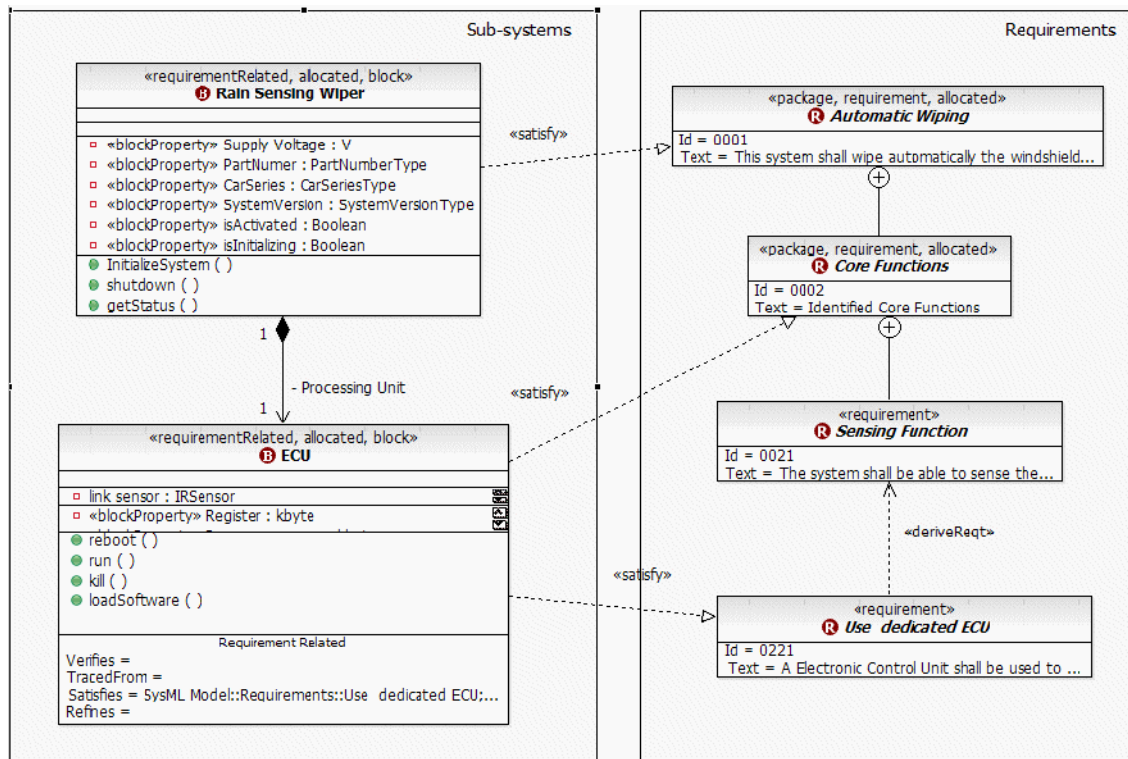 Sub-systems
«requirementRelated, allocated, block»
B Rain Sensing Wiper
«blockProperty» Supply Voltage : V
«blockProperty» PartNumer : PartNumberType
«blockProperty» CarSeries : CarSeriesType
«blockProperty» SystemVersion : SystemVersionType
«blockProperty» isActivated : Boolean
«blockProperty» isInitializing : Boolean
InitializeSystem ( )
shutdown ( )
getStatus ( )
1
- Processing Unit
1
«requirementRelated, allocated, block»
B ECU
link sensor : IRSensor
«blockProperty» Register : kbyte
reboot ( )
run ( )
kill ( )
loadSoftware ( )
Requirement Related
Verifies =
TracedFrom =
Satisfies = SysML Model::Requirements::Use dedicated ECU;...
Refines =
«satisfy»
«satisfy»
«satisfy»
Requirements
«package, requirement, allocated»
R Automatic Wiping
Id = 0001
Text = This system shall wipe automatically the windshield...
«package, requirement, allocated»
R Core Functions
Id = 0002
Text = Identified Core Functions
«requirement»
R Sensing Function
Id = 0021
Text = The system shall be able to sense the...
«deriveReqt»
«requirement»
R Use dedicated ECU
Id = 0221
Text = A Electronic Control Unit shall be used to ...